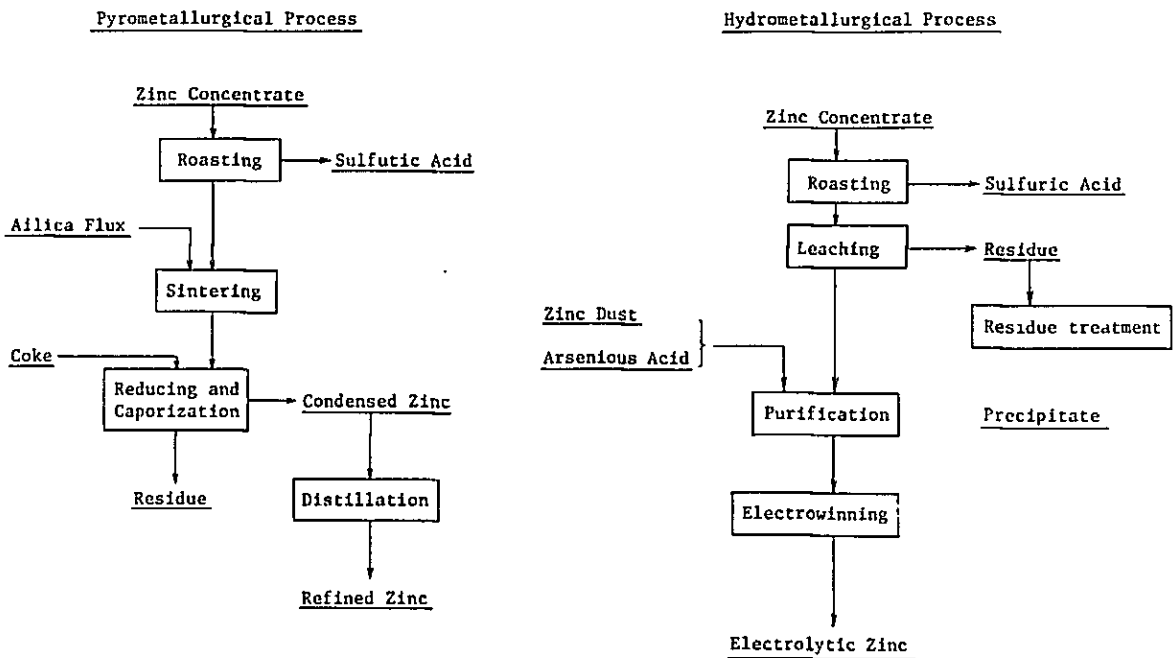 Pyrometallurgical Process
Zinc Concentrate
Roasting
Sulfutic Acid
Ailica Flux
Sintering
Coke
Reducing and
Caporization
Condensed Zinc
Residue
Distillation
Refined Zinc
Hydrometallurgical Process
Zinc Concentrate
Roasting
Sulfuric Acid
Leaching
Residue
Residue treatment
Zinc Dust
Arsenious Acid
Purification
Precipitate
Electrowinning
Electrolytic Zinc